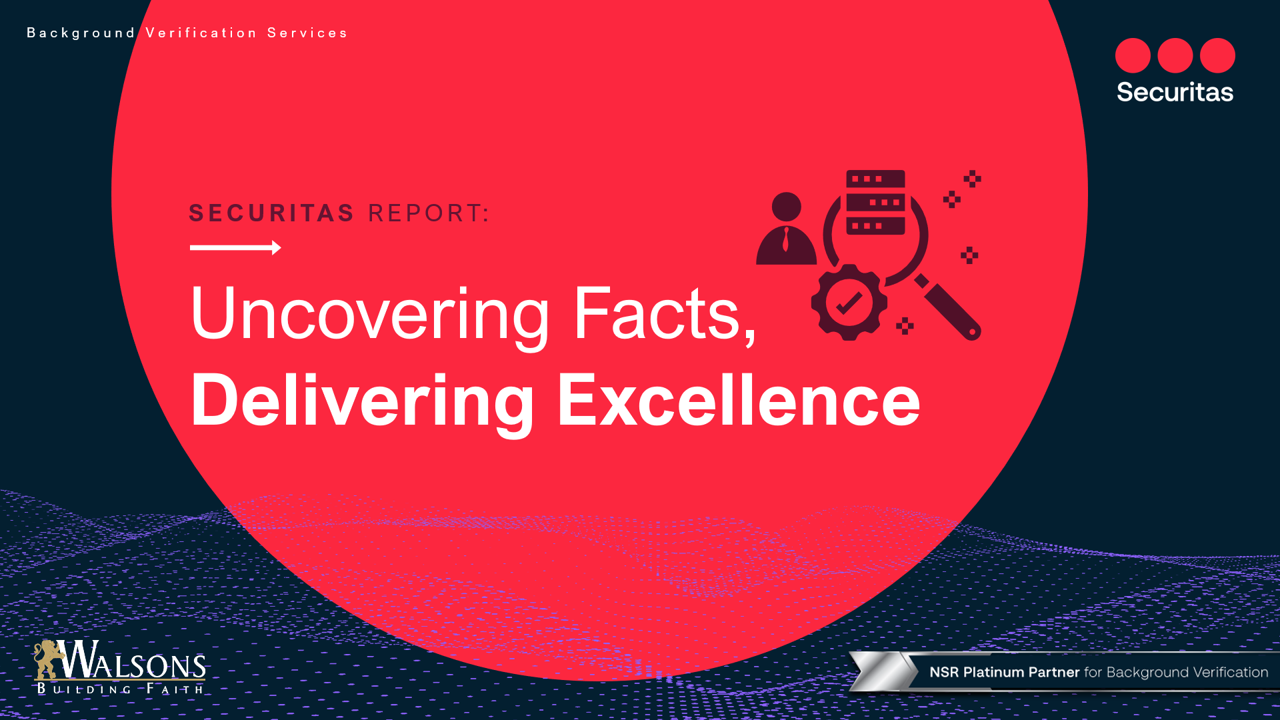 Background Verification Services
Securitas
SECURITAS REPORT:
Uncovering Facts,
Delivering Excellence
WALSONS
BUILDING FAITH
NSR Platinum Partner for Background Verification